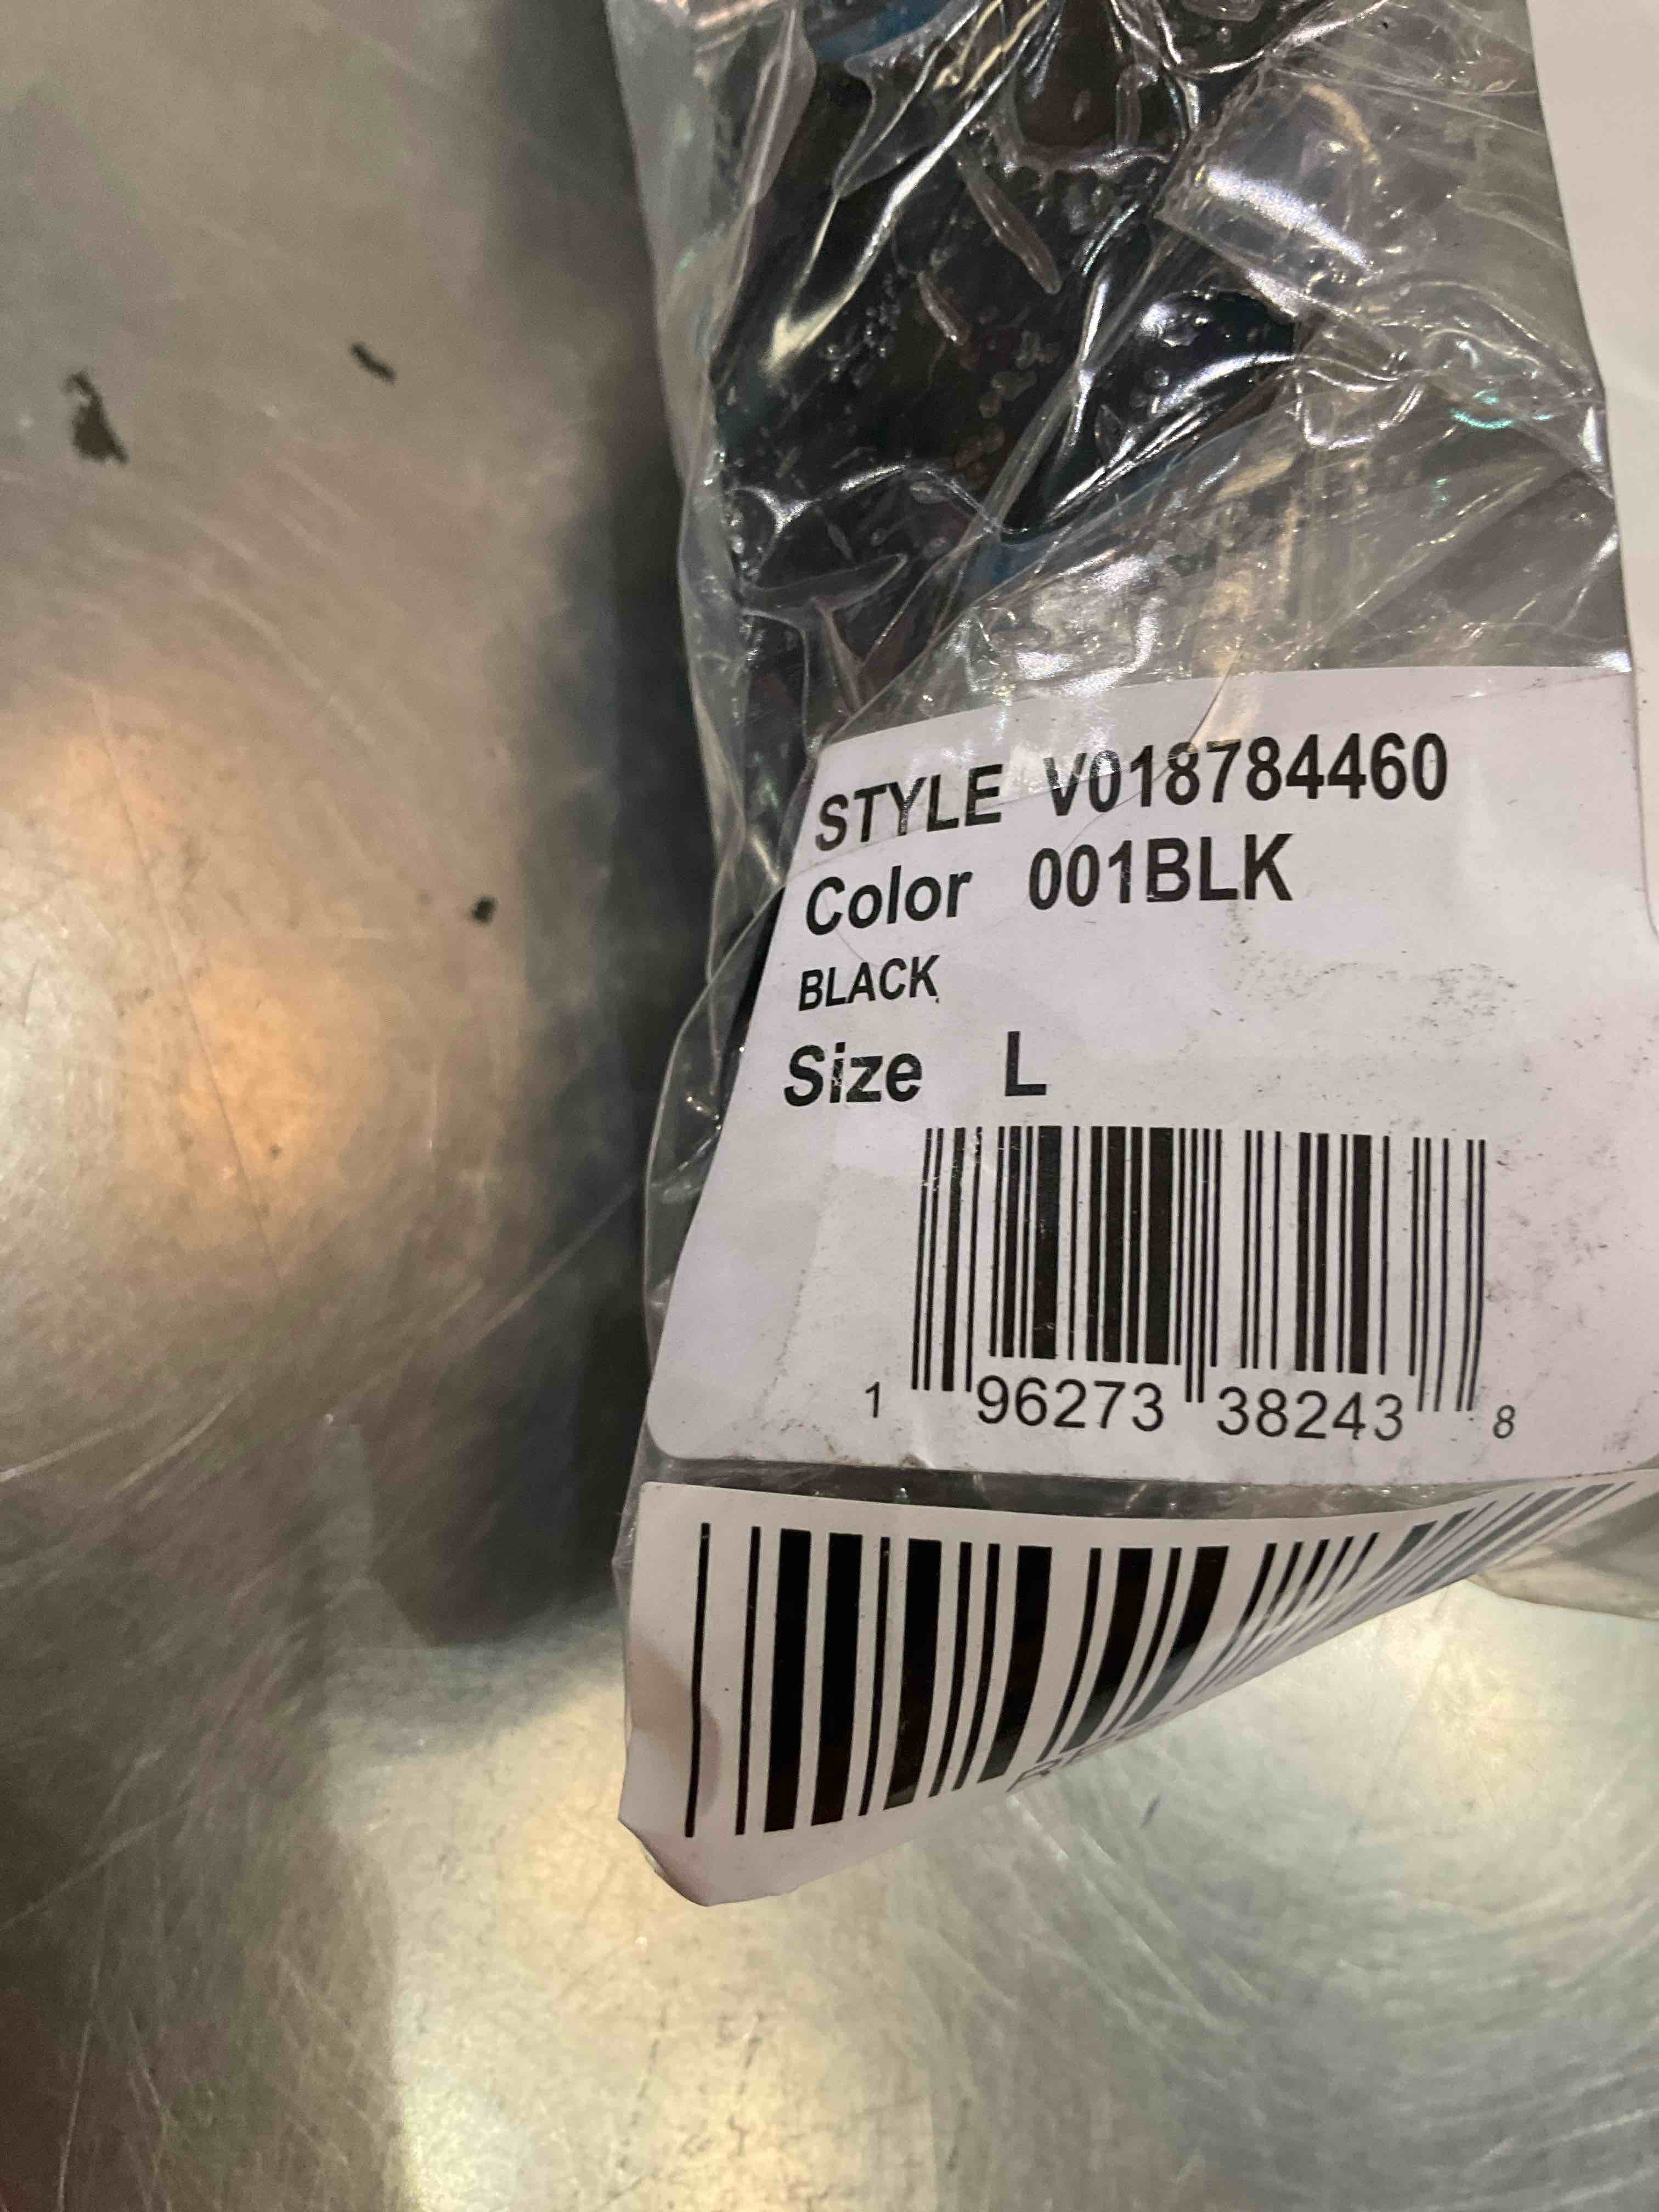 STYLE V018784460
Color 001BLK
BLACK
Size L
1 96273 38243 8